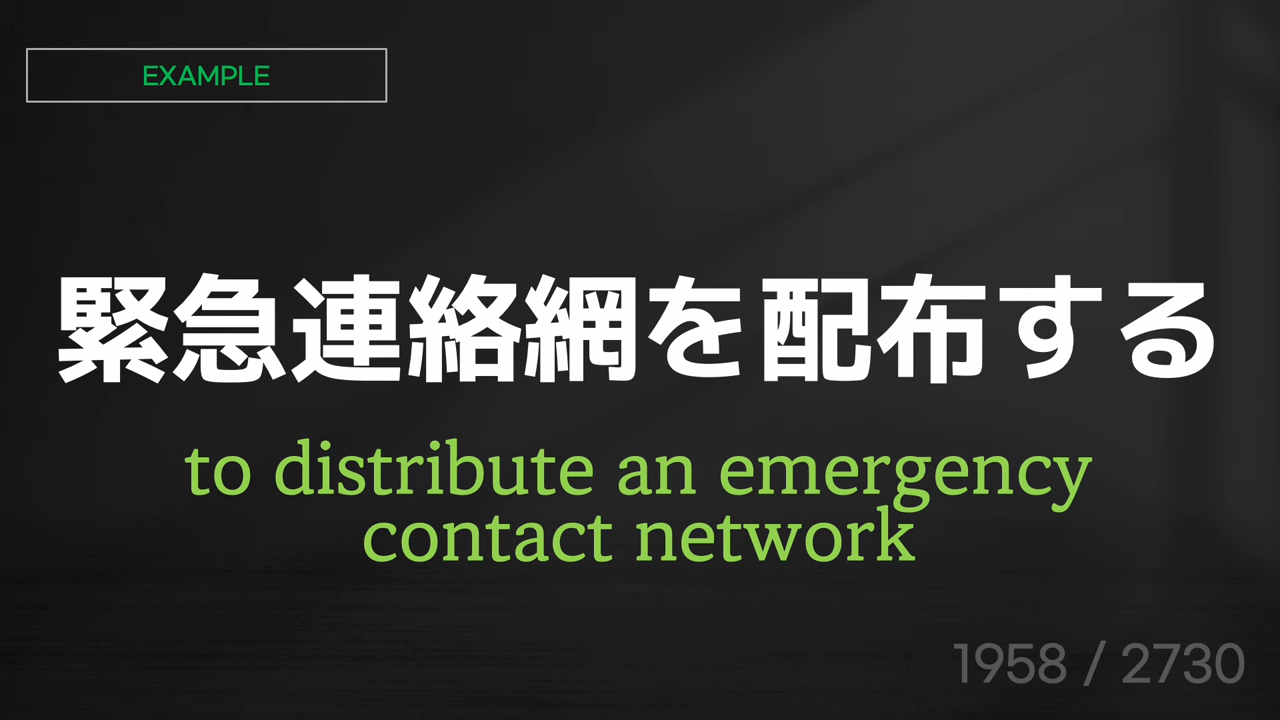 EXAMPLE
緊急連絡網を配布する
to distribute an emergency
contact network
1958 / 2730